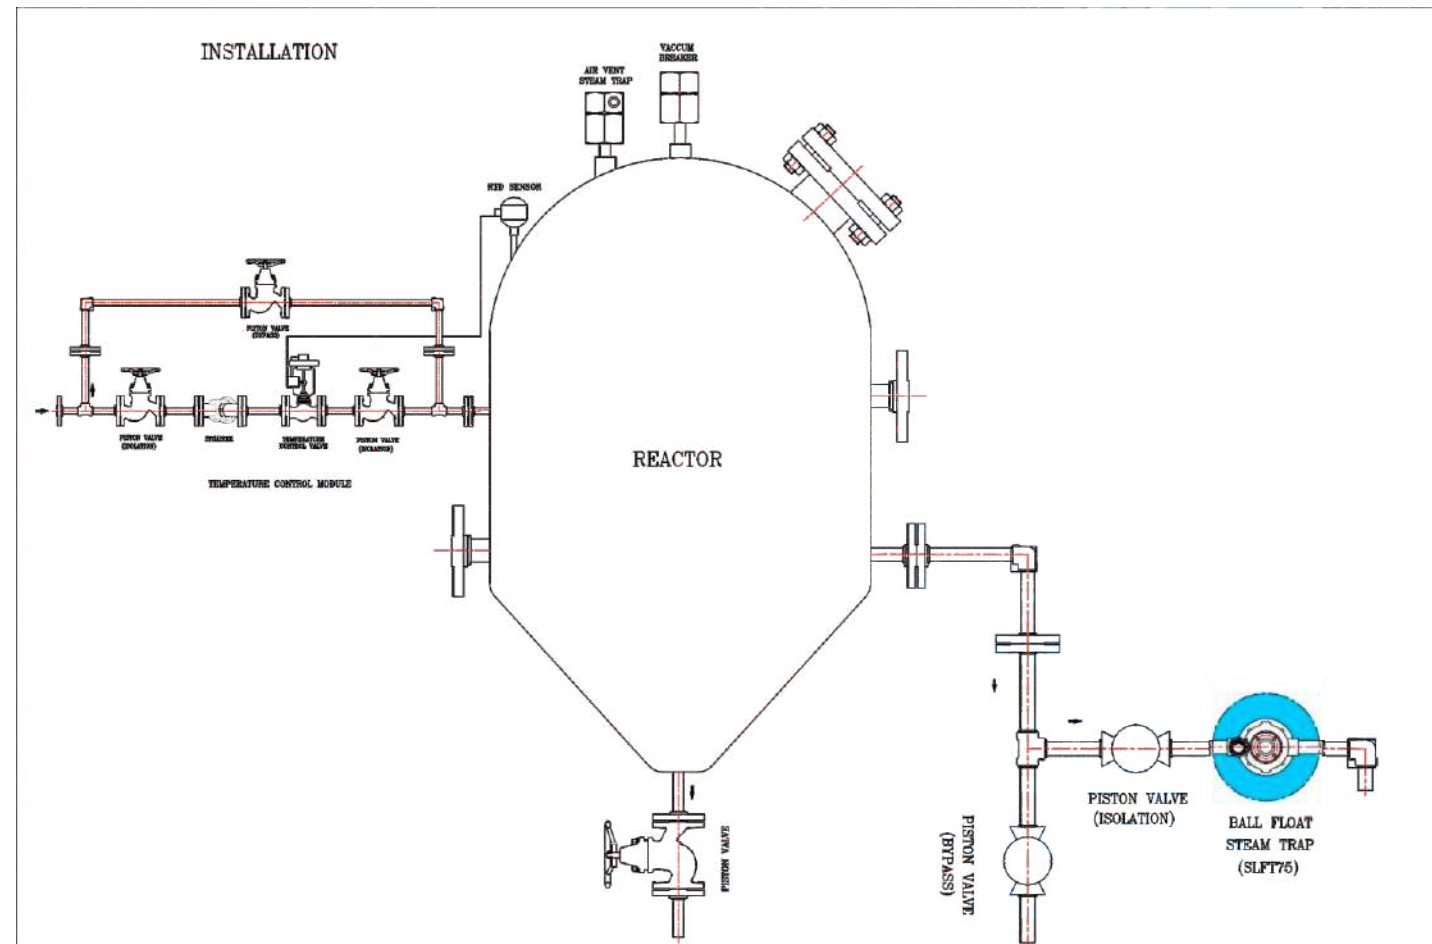 INSTALLATION
VACCUM
BREAKER
AIR VENT
STEAM TRAP
RTD SENSOR
PISTON VALVE
(BYPASS)
PISTON VALVE
(ISOLATION)
STRAINER
TEMPERATURE
CONTROL VALVE
PISTON VALVE
(ISOLATION)
TEMPERATURE CONTROL MODULE
REACTOR
PISTON VALVE
PISTON VALVE
(BYPASS)
PISTON VALVE
(ISOLATION)
BALL FLOAT
STEAM TRAP
(SLFT75)